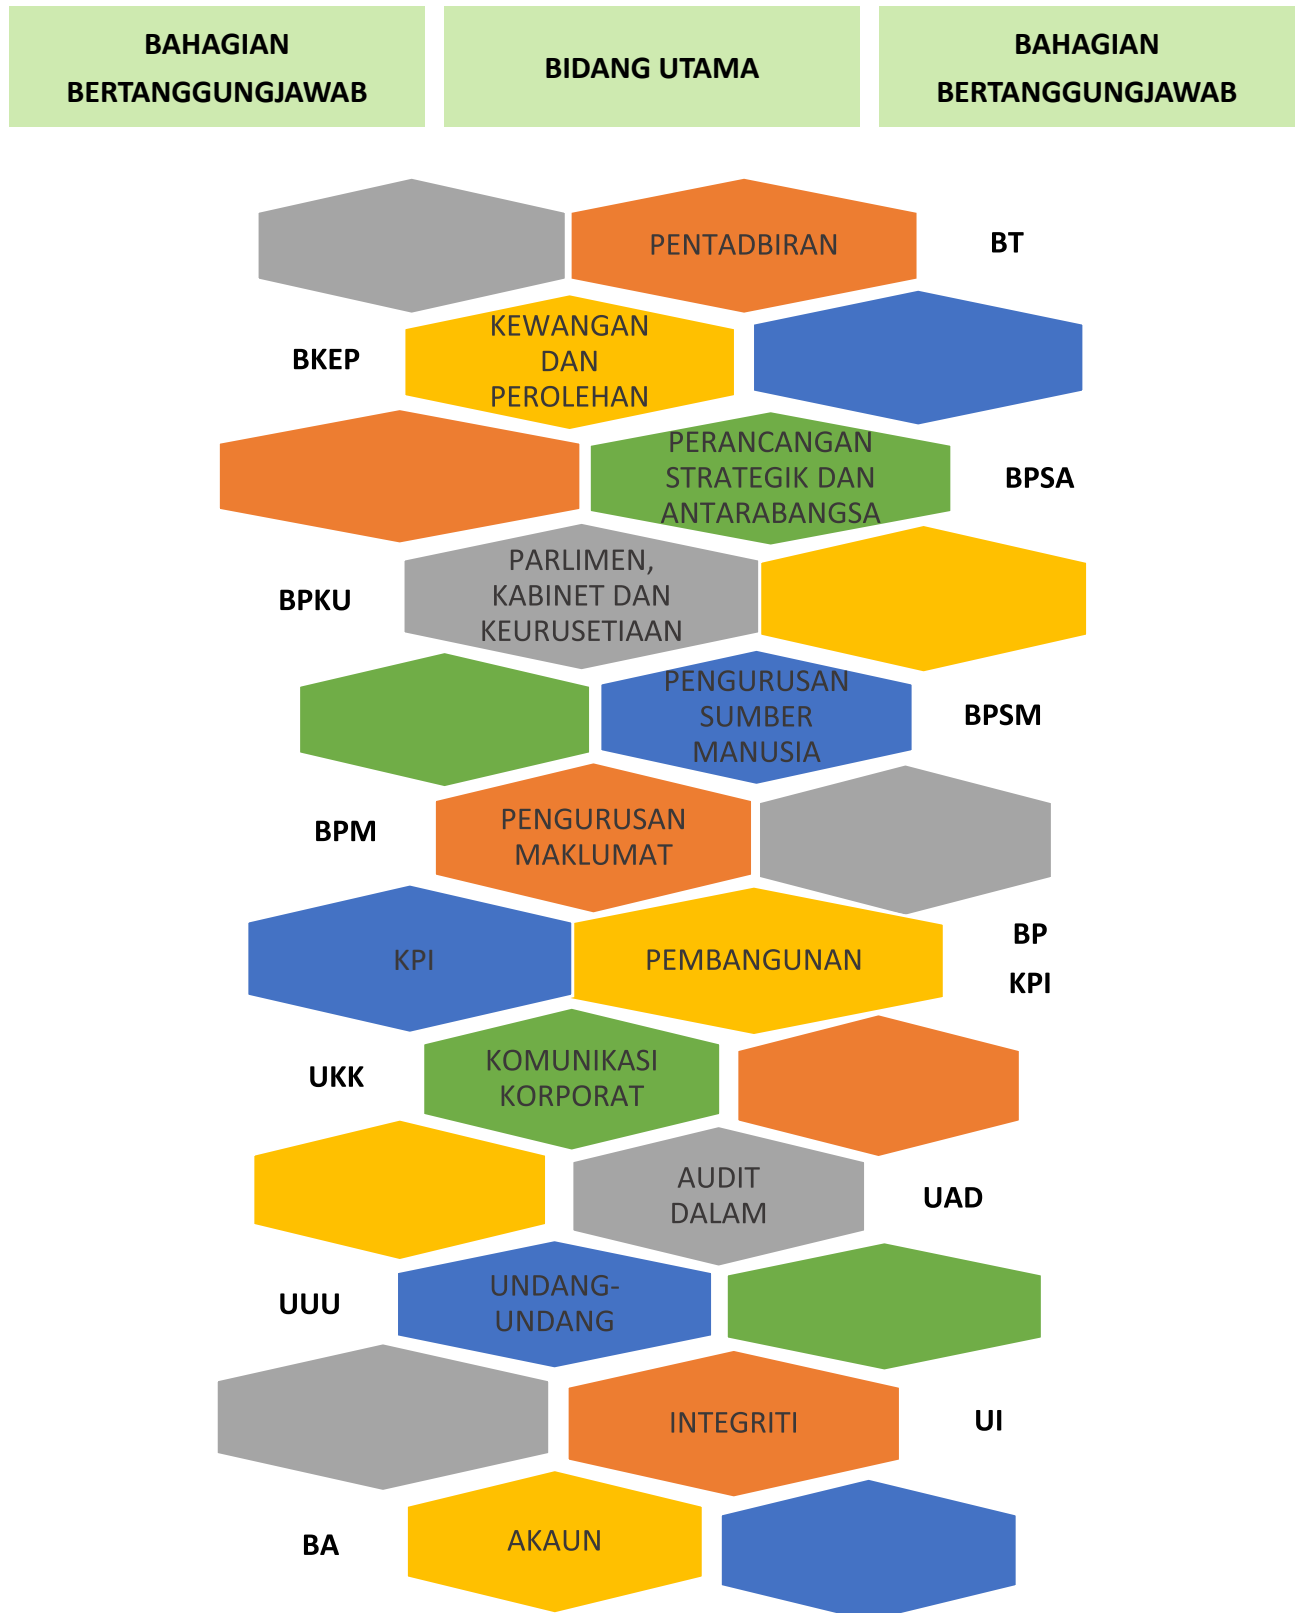 BAHAGIAN
BERTANGGUNGJAWAB
BIDANG UTAMA
BAHAGIAN
BERTANGGUNGJAWAB
PENTADBIRAN
BT
BKEP
KEWANGAN
DAN
PEROLEHAN
PERANCANGAN
STRATEGIK DAN
ANTARABANGSA
BPSA
BPKU
PARLIMEN,
KABINET DAN
KEURUSETIAAN
PENGURUSAN
SUMBER
MANUSIA
BPSM
BPM
PENGURUSAN
MAKLUMAT
KPI
PEMBANGUNAN
BP
KPI
UKK
KOMUNIKASI
KORPORAT
AUDIT
DALAM
UAD
UUU
UNDANG-
UNDANG
INTEGRITI
UI
BA
AKAUN